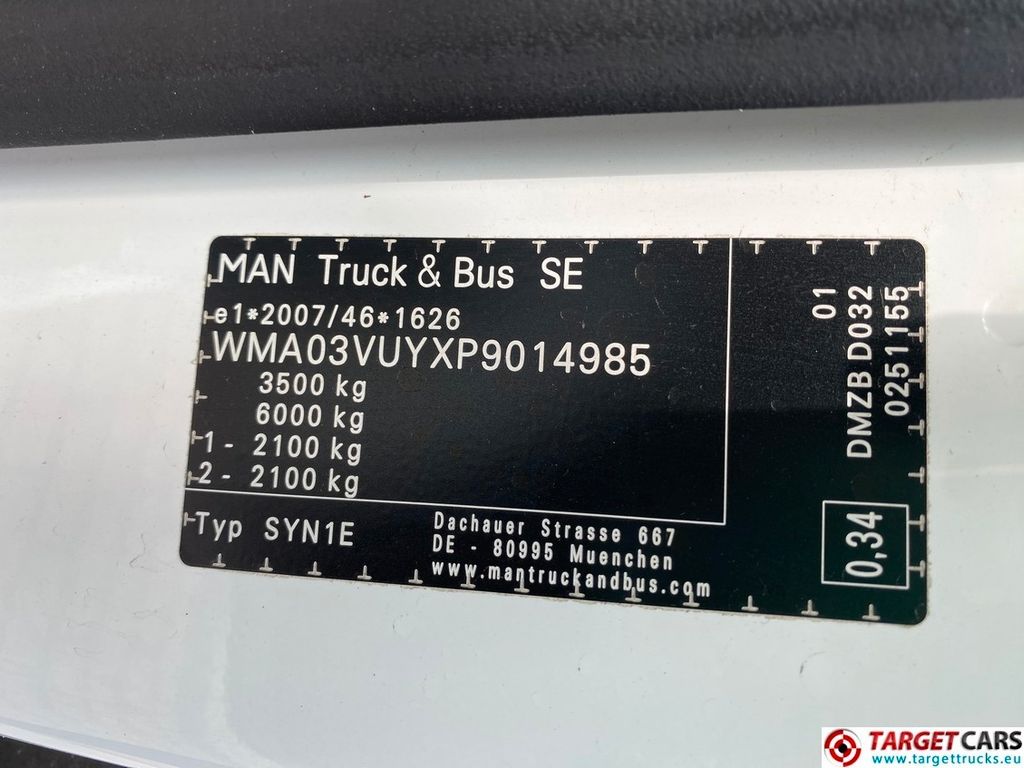 MAN Truck & Bus SE
e1*2007/46*1626
WMA03VUYXP9014985
3500 kg
6000 kg
1 - 2100 kg
2 - 2100 kg
Typ SYN1E
Dachauer Strasse 667
DE - 80995 Muenchen
www.mantruckandbus.com
01
DMZB D032
0251155
0,34
TARGETCARS
www.targettrucks.eu